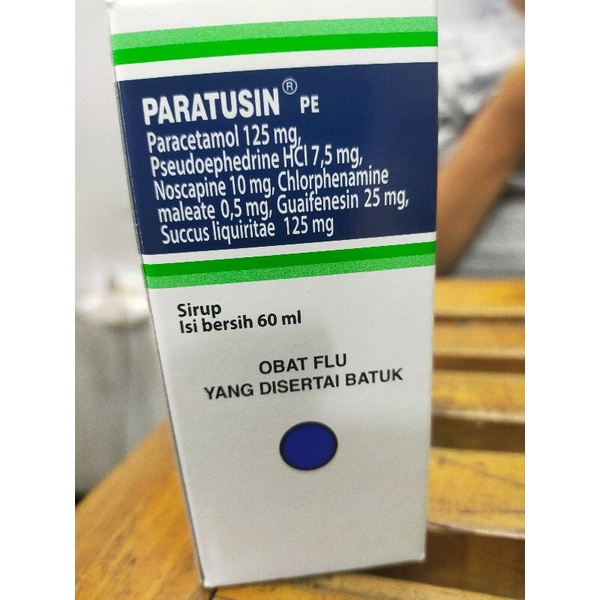 PARATUSIN® PE
Paracetamol 125 mg,
Pseudoephedrine HCl 7,5 mg,
Noscapine 10 mg, Chlorphenamine
maleate 0,5 mg, Guaifenesin 25 mg,
Succus liquiritae 125 mg
Sirup
Isi bersih 60 ml
OBAT FLU
YANG DISERTAI BATUK